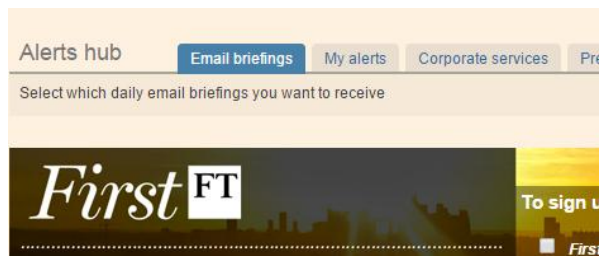 Alerts hub
Email briefings
My alerts
Corporate services
Select which daily email briefings you want to receive
First FT
To sign
First